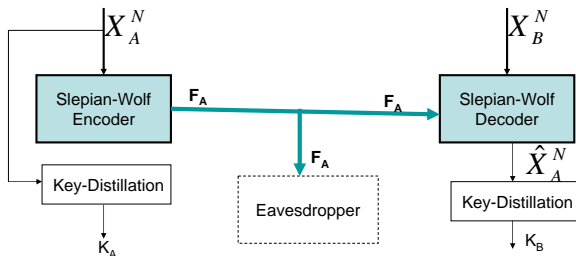 X_A^N
X_B^N
Slepian-Wolf
Encoder
F_A
F_A
Slepian-Wolf
Decoder
F_A
X̂_A^N
Key-Distillation
Eavesdropper
Key-Distillation
K_A
K_B